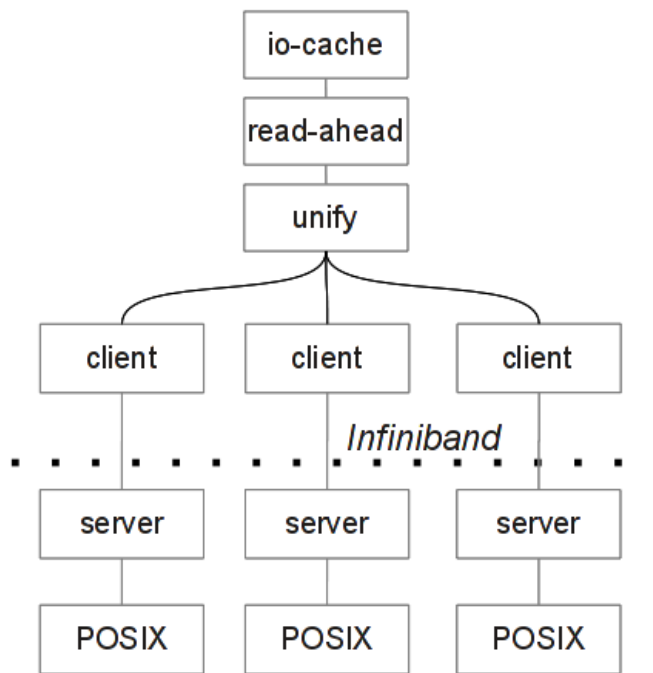 io-cache
read-ahead
unify
client client client
Infiniband
server server server
POSIX POSIX POSIX